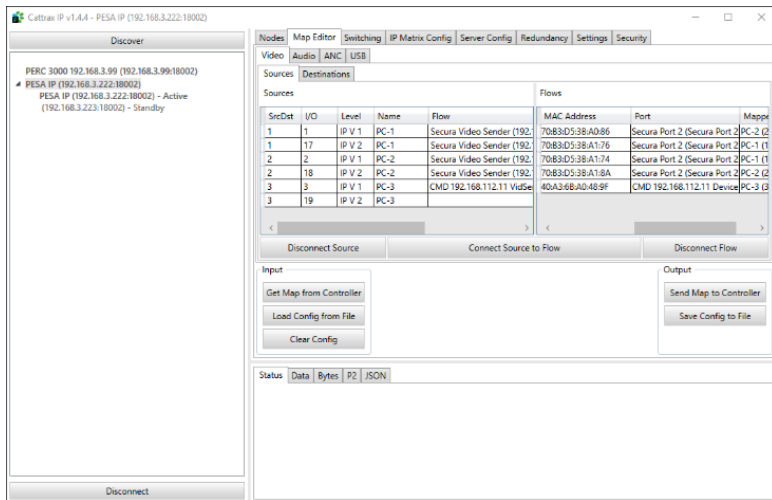 Cattrax IP v1.4.4 - PESA IP (192.168.3.222:18002)
Discover
PERC 3000 192.168.3.99 (192.168.3.99:18002)
PESA IP (192.168.3.222:18002)
PESA IP (192.168.3.222:18002) - Active
(192.168.3.223:18002) - Standby
Disconnect
Nodes Map Editor Switching IP Matrix Config Server Config Redundancy Settings Security
Video Audio ANC USB
Sources Destinations
Sources
SrcDst I/O Level Name Flow
1 1 IP V 1 PC-1 Secura Video Sender (192.
1 17 IP V 2 PC-1 Secura Video Sender (192.
2 2 IP V 1 PC-2 Secura Video Sender (192.
2 18 IP V 2 PC-2 Secura Video Sender (192.
3 3 IP V 1 PC-3 CMD 192.168.112.11 VidSe
3 19 IP V 2 PC-3
Flows
MAC Address Port Mappe
70:B3:D5:3B:A0:86 Secura Port 2 (Secura Port 2 PC-2 (2
70:B3:D5:3B:A1:76 Secura Port 2 (Secura Port 2 PC-1 (1
70:B3:D5:3B:A1:74 Secura Port 2 (Secura Port 2 PC-1 (1
70:B3:D5:3B:A1:8A Secura Port 2 (Secura Port 2 PC-2 (2
40:A3:6B:A0:48:9F CMD 192.168.112.11 Device PC-3 (3
Disconnect Source Connect Source to Flow Disconnect Flow
Input
Get Map from Controller
Load Config from File
Clear Config
Output
Send Map to Controller
Save Config to File
Status Data Bytes P2 JSON